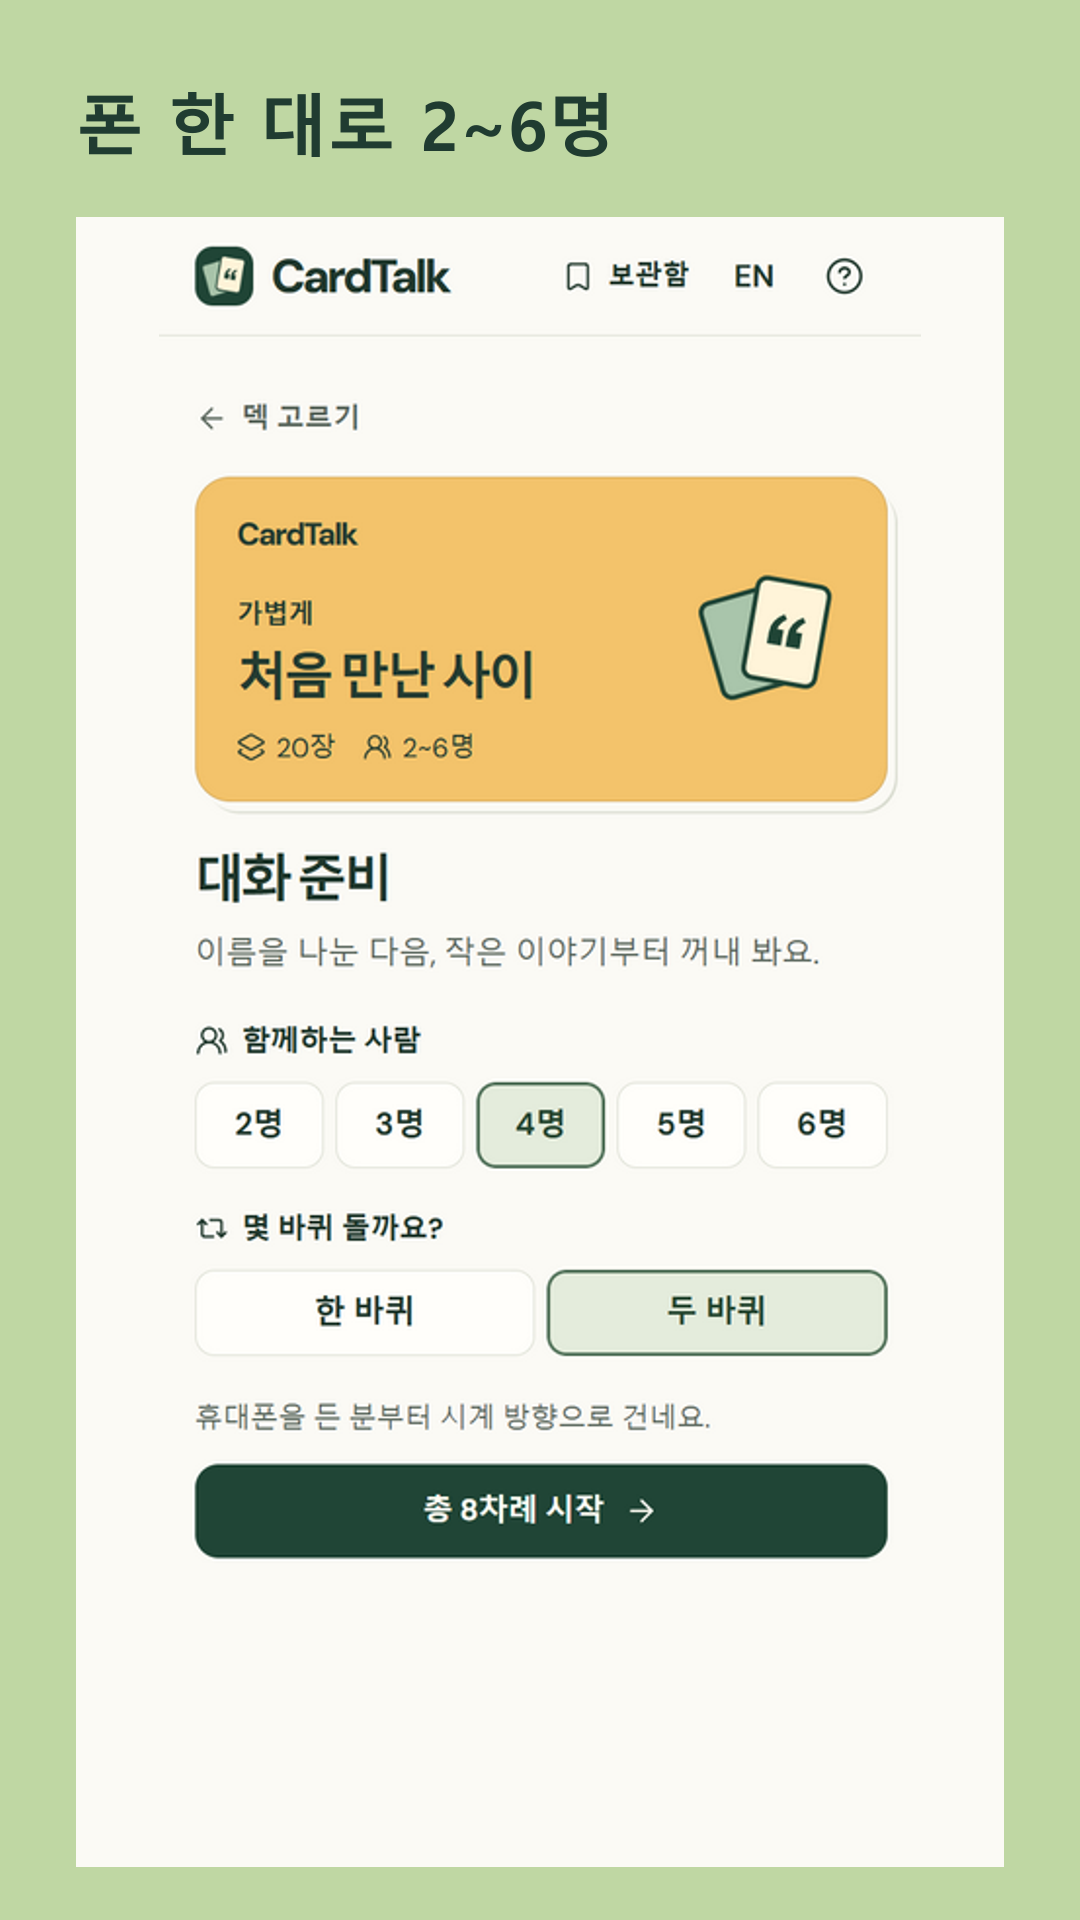 폰 한 대로 2~6명
CardTalk 보관함 EN
덱 고르기
CardTalk
가볍게
처음 만난 사이
20장 2~6명
대화 준비
이름을 나눈 다음, 작은 이야기부터 꺼내 봐요.
함께하는 사람
2명 3명 4명 5명 6명
몇 바퀴 돌까요?
한 바퀴 두 바퀴
휴대폰을 든 분부터 시계 방향으로 건네요.
총 8차례 시작